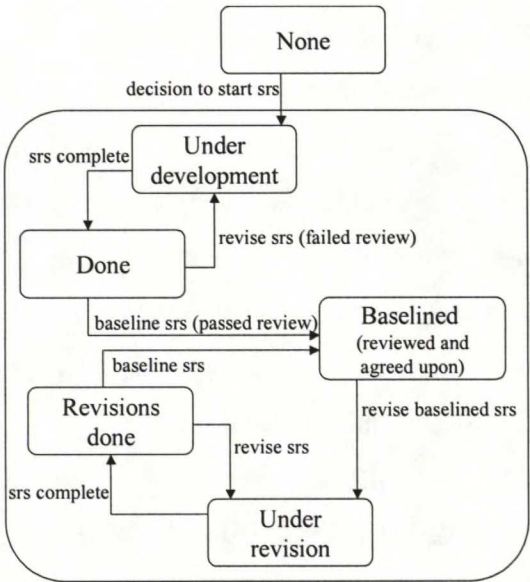 None
decision to start srs
Under
development
srs complete
revise srs (failed review)
Done
baseline srs (passed review)
Baselined
(reviewed and
agreed upon)
baseline srs
Revisions
done
revise baselined srs
revise srs
srs complete
Under
revision